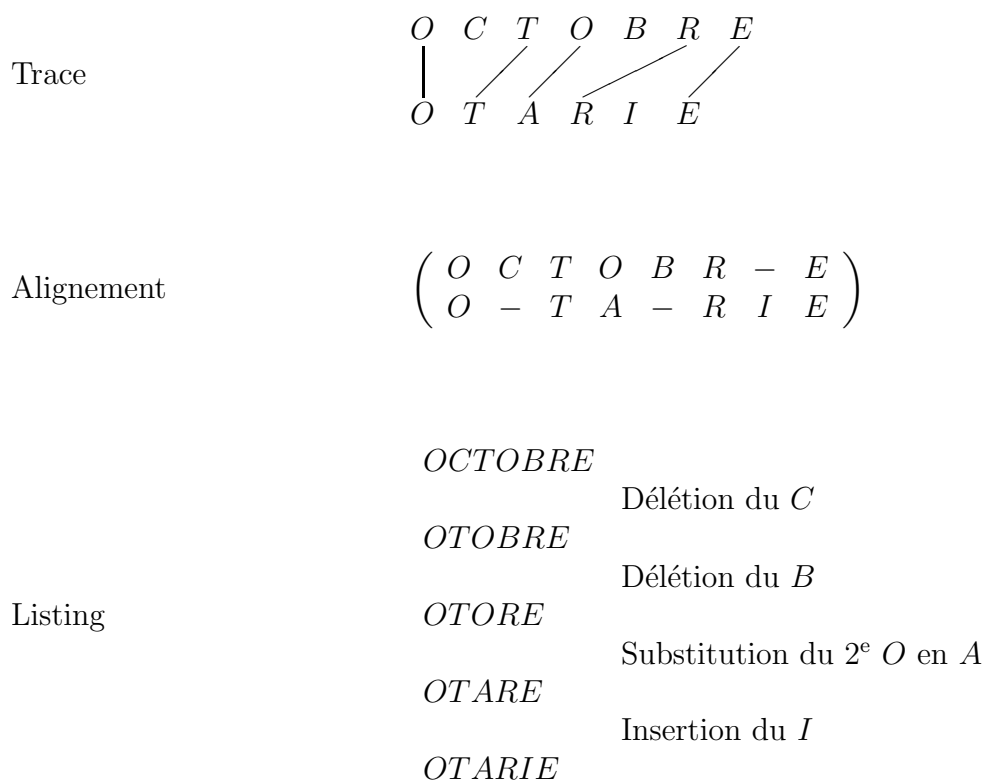 Trace
O C T O B R E
O T A R I E
Alignement
( O C T O B R − E )
( O − T A − R I E )
Listing
OCTOBRE
Délétion du C
OTOBRE
Délétion du B
OTORE
Substitution du 2ᵉ O en A
OTARE
Insertion du I
OTARIE